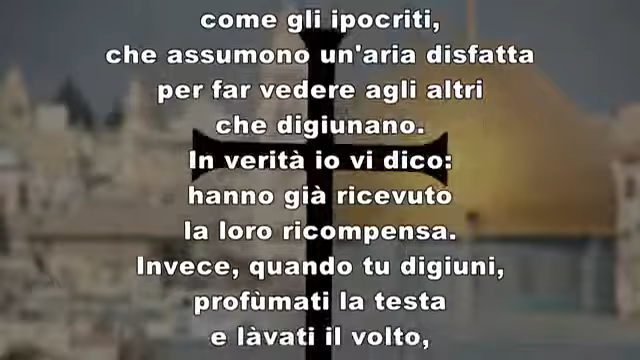 come gli ipocriti,
che assumono un'aria disfatta
per far vedere agli altri
che digiunano.
In verità io vi dico:
hanno già ricevuto
la loro ricompensa.
Invece, quando tu digiuni,
profùmati la testa
e làvati il volto,